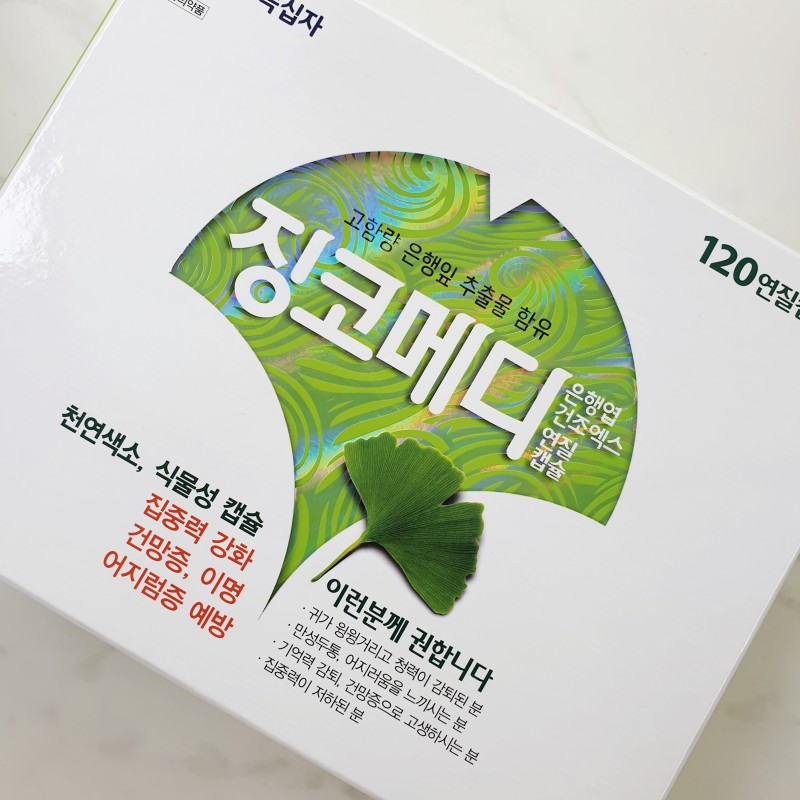 의약품
십자
고함량 은행잎 추출물 함유
징코메디
은행엽
건조엑스
연질
캡슐
120연질
천연색소, 식물성 캡슐
집중력 강화
건망증, 이명
어지럼증 예방
이런분께 권합니다
· 귀가 윙윙거리고 청력이 감퇴된 분
· 만성두통, 어지러움을 느끼시는 분
· 기억력 감퇴, 건망증으로 고생하시는 분
· 집중력이 저하된 분